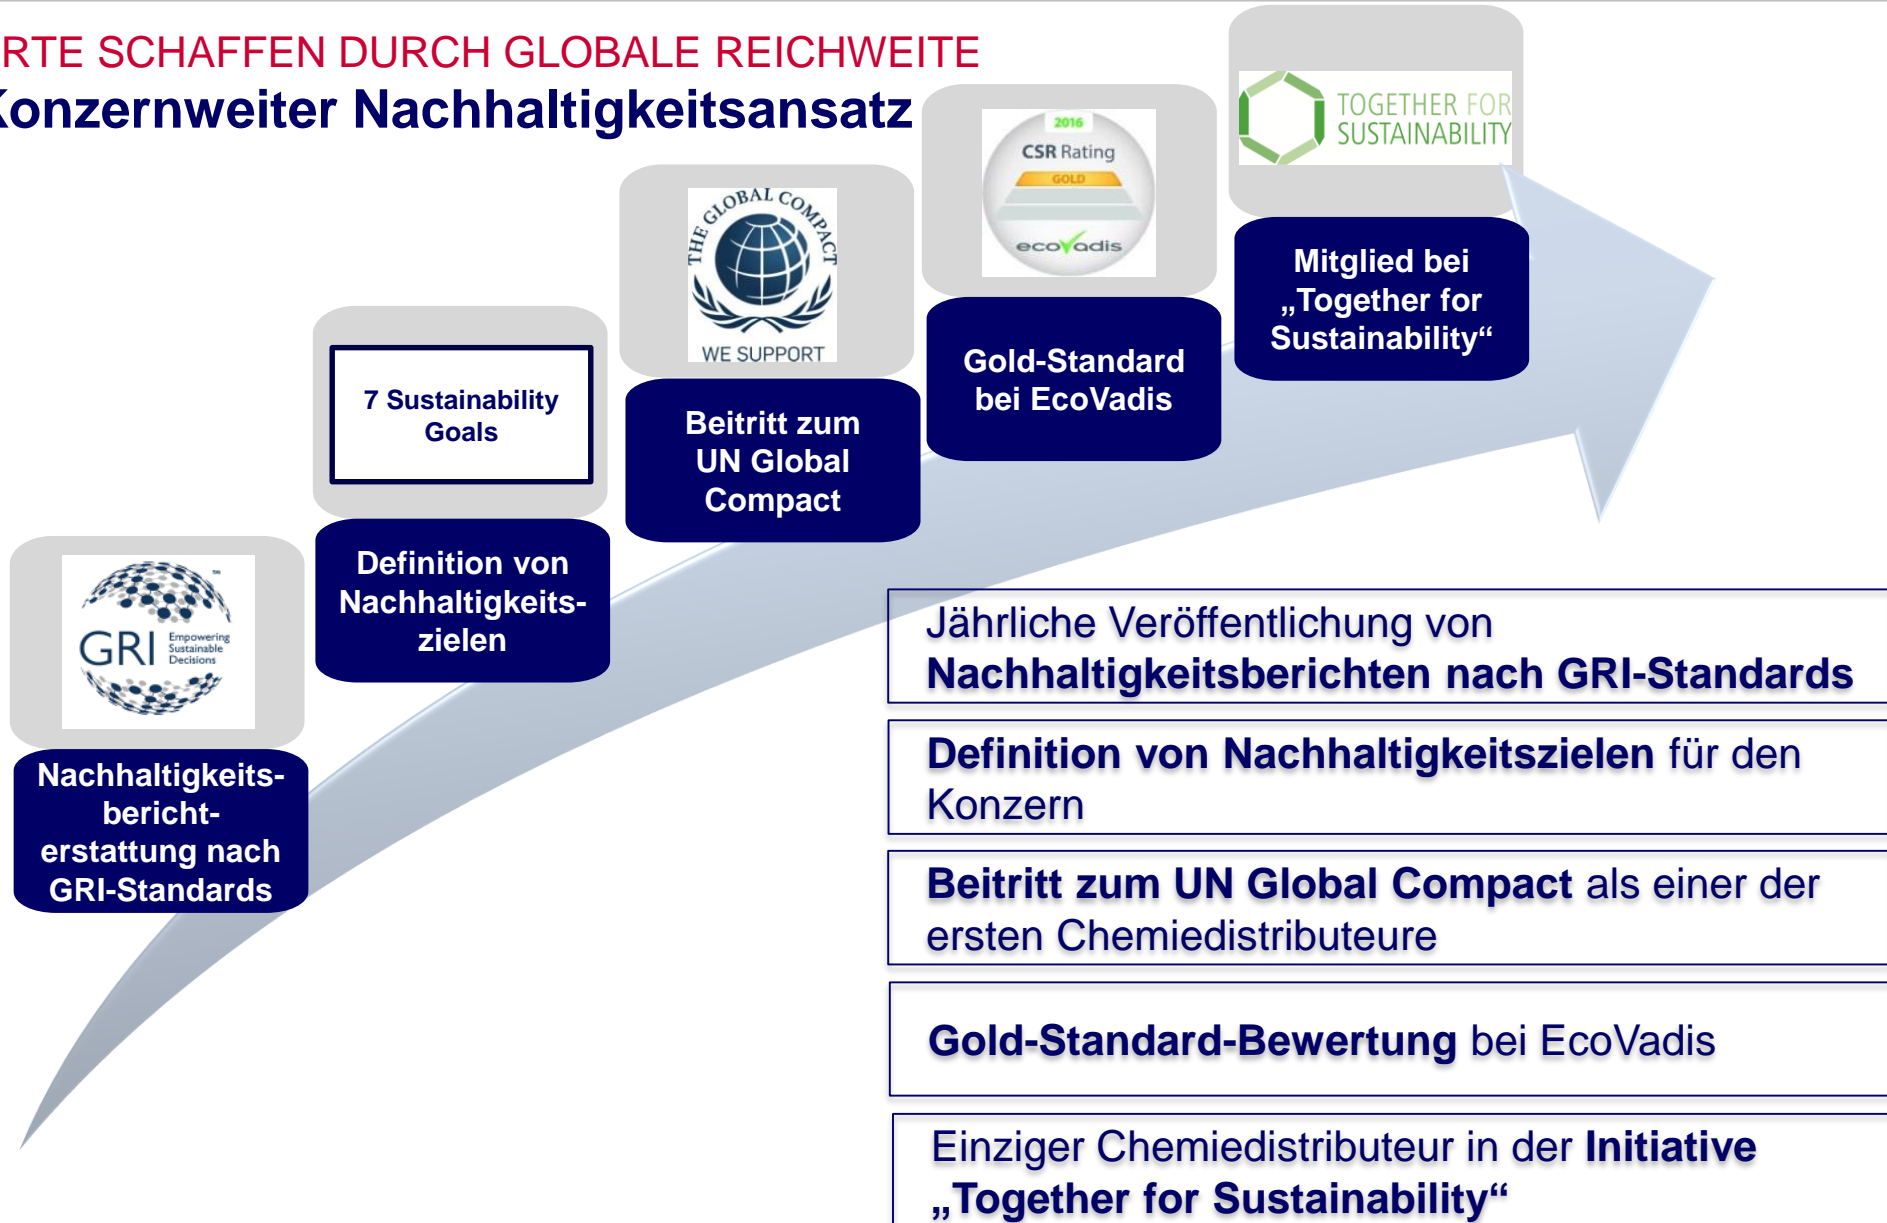 RTE SCHAFFEN DURCH GLOBALE REICHWEITE
Konzernweiter Nachhaltigkeitsansatz
TOGETHER FOR
SUSTAINABILITY
Mitglied bei
„Together for
Sustainability“
2016
CSR Rating
GOLD
ecovadis
Gold-Standard
bei EcoVadis
THE GLOBAL COMPACT
WE SUPPORT
Beitritt zum
UN Global
Compact
7 Sustainability
Goals
Definition von
Nachhaltigkeits-
zielen
GRI
Empowering
Sustainable
Decisions
SM
Nachhaltigkeits-
bericht-
erstattung nach
GRI-Standards
Jährliche Veröffentlichung von
Nachhaltigkeitsberichten nach GRI-Standards
Definition von Nachhaltigkeitszielen für den
Konzern
Beitritt zum UN Global Compact als einer der
ersten Chemiedistributeure
Gold-Standard-Bewertung bei EcoVadis
Einziger Chemiedistributeur in der Initiative
„Together for Sustainability“